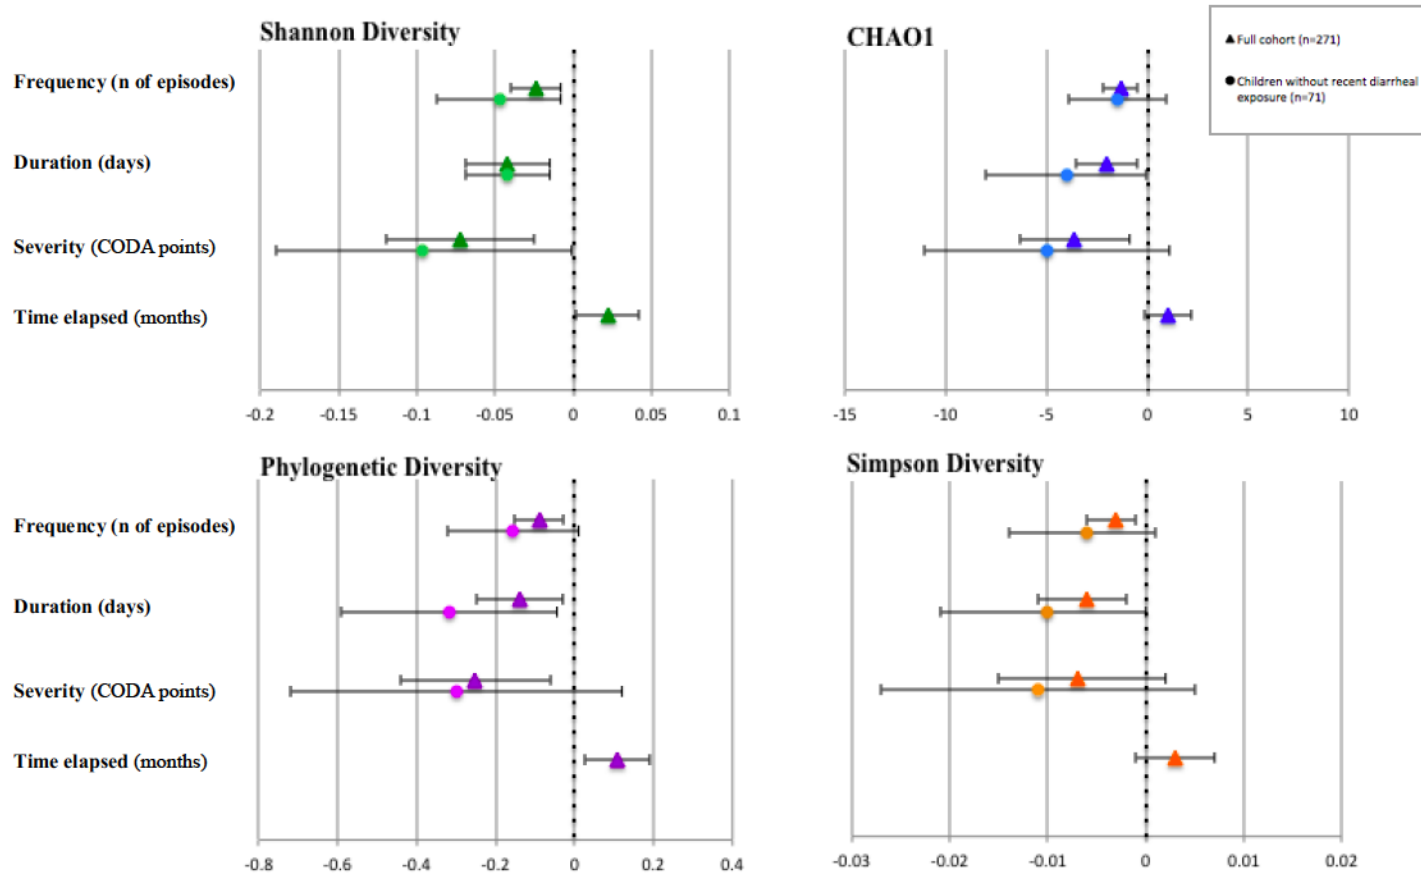 Shannon Diversity
Frequency (n of episodes)
Duration (days)
Severity (CODA points)
Time elapsed (months)
-0.2 -0.15 -0.1 -0.05 0 0.05 0.1
CHAO1
-15 -10 -5 0 5 10
Full cohort (n=271)
Children without recent diarrheal
exposure (n=71)
Phylogenetic Diversity
Frequency (n of episodes)
Duration (days)
Severity (CODA points)
Time elapsed (months)
-0.8 -0.6 -0.4 -0.2 0 0.2 0.4
Simpson Diversity
-0.03 -0.02 -0.01 0 0.01 0.02